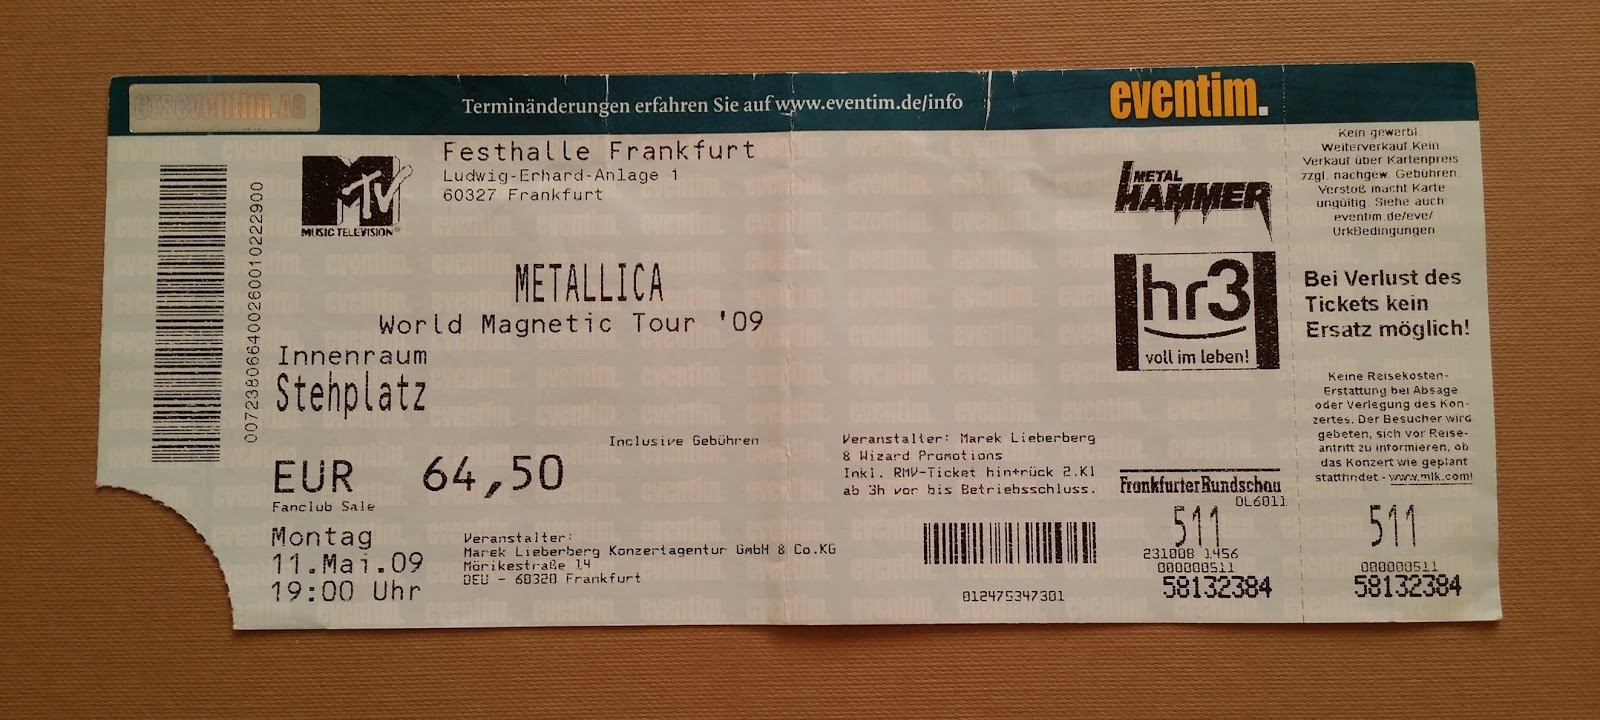 Terminänderungen erfahren Sie auf www.eventim.de/info
eventim.
007238066400260010222900
MTV
MUSIC TELEVISION®
Festhalle Frankfurt
Ludwig-Erhard-Anlage 1
60327 Frankfurt
METALLICA
World Magnetic Tour '09
Innenraum
Stehplatz
Inclusive Gebühren
EUR 64,50
Fanclub Sale
Montag
11.Mai.09
19:00 Uhr
Veranstalter:
Marek Lieberberg Konzertagentur GmbH & Co.KG
Mörikestraße 14
DEU - 60320 Frankfurt
Veranstalter: Marek Lieberberg
& Wizard Promotions
Inkl. RMV-Ticket hin+rück 2.Kl
ab 3h vor bis Betriebsschluss.
012475347301
METAL
HAMMER
hr3
voll im leben!
Frankfurter Rundschau
DL6011
511
231008 1456
000000511
58132384
Kein gewerbl.
Weiterverkauf.Kein
Verkauf über Kartenpreis
zzgl. nachgew. Gebühren.
Verstoß macht Karte
ungültig. Siehe auch:
eventim.de/eve/
UrkBedingungen
Bei Verlust des
Tickets kein
Ersatz möglich!
Keine Reisekosten-
Erstattung bei Absage
oder Verlegung des Kon-
zertes. Der Besucher wird
gebeten, sich vor Reise-
antritt zu informieren, ob
das Konzert wie geplant
stattfindet - www.mlk.com!
511
000000511
58132384